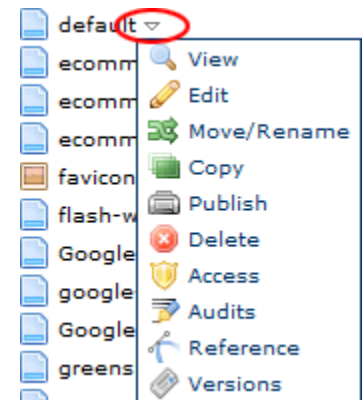 default
ecomm
ecomm
ecomm
favicon
flash-w
Google
google
Google
greens
View
Edit
Move/Rename
Copy
Publish
Delete
Access
Audits
Reference
Versions